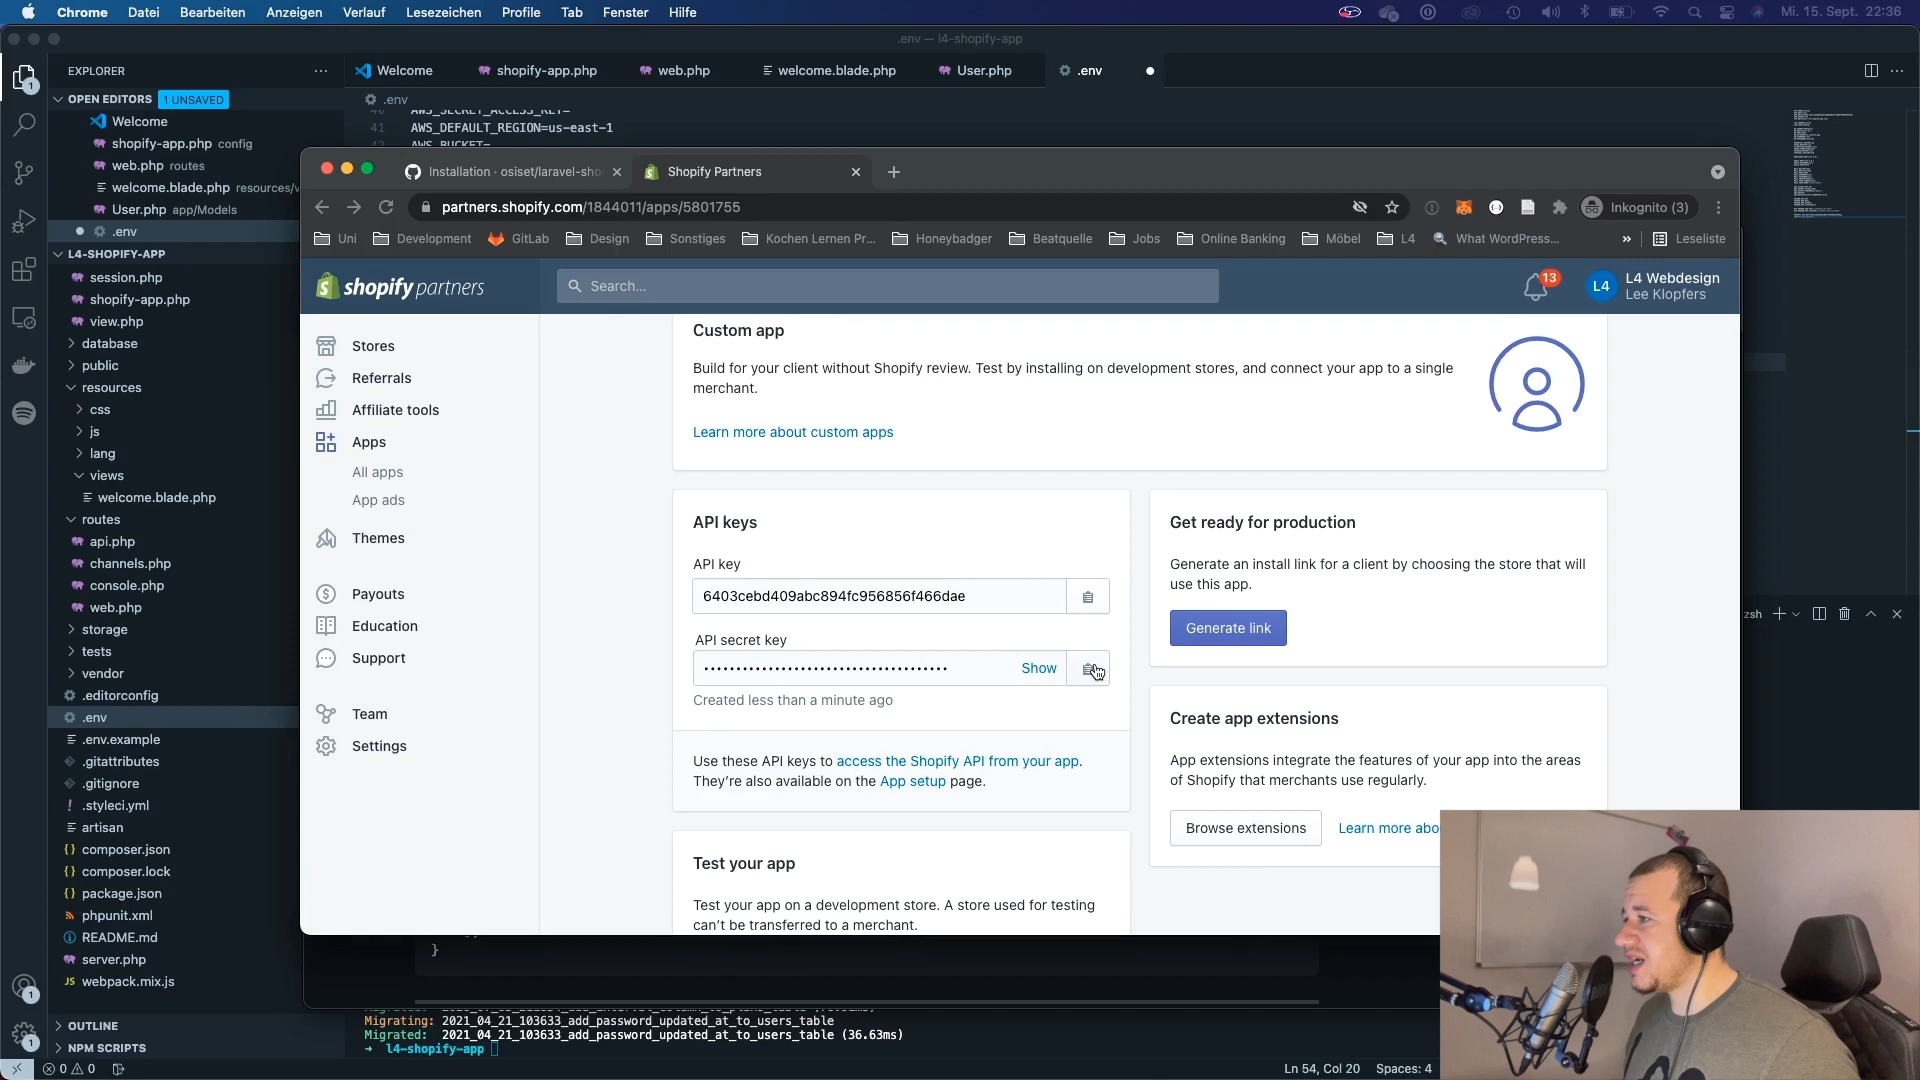 Chrome Datei Bearbeiten Anzeigen Verlauf Lesezeichen Profile Tab Fenster Hilfe Mi. 15. Sept. 22:36
.env — l4-shopify-app
EXPLORER
Welcome shopify-app.php web.php welcome.blade.php User.php .env
OPEN EDITORS 1 UNSAVED
.env
Welcome
41 AWS_DEFAULT_REGION=us-east-1
shopify-app.php config
web.php routes
welcome.blade.php resources/v
User.php app/Models
.env
L4-SHOPIFY-APP
session.php
shopify-app.php
view.php
database
public
resources
css
js
lang
views
welcome.blade.php
routes
api.php
channels.php
console.php
web.php
storage
tests
vendor
.editorconfig
.env
.env.example
.gitattributes
.gitignore
.styleci.yml
artisan
composer.json
composer.lock
package.json
phpunit.xml
README.md
server.php
JS webpack.mix.js
OUTLINE
NPM SCRIPTS
Installation · osiset/laravel-sho Shopify Partners
partners.shopify.com/1844011/apps/5801755 Inkognito (3)
Uni Development GitLab Design Sonstiges Kochen Lernen Pr... Honeybadger Beatquelle Jobs Online Banking Möbel L4 What WordPress... » Leseliste
shopify partners Search... 13 L4 L4 Webdesign
Lee Klopfers
Stores
Referrals
Affiliate tools
Apps
All apps
App ads
Themes
Payouts
Education
Support
Team
Settings
Custom app
Build for your client without Shopify review. Test by installing on development stores, and connect your app to a single
merchant.
Learn more about custom apps
API keys
API key
6403cebd409abc894fc956856f466dae
API secret key
Show
Created less than a minute ago
Use these API keys to access the Shopify API from your app.
They’re also available on the App setup page.
Test your app
Test your app on a development store. A store used for testing
can’t be transferred to a merchant.
Get ready for production
Generate an install link for a client by choosing the store that will
use this app.
Generate link
Create app extensions
App extensions integrate the features of your app into the areas
of Shopify that merchants use regularly.
Browse extensions Learn more abo
zsh
}
Migrating: 2021_04_21_103633_add_password_updated_at_to_users_table
Migrated: 2021_04_21_103633_add_password_updated_at_to_users_table (36.63ms)
➜ l4-shopify-app
0 0 Ln 54, Col 20 Spaces: 4